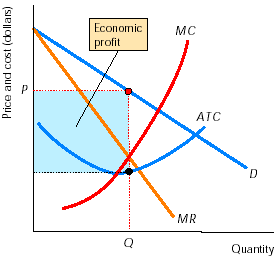 Economic
profit
MC
Price and cost (dollars)
P
ATC
D
MR
Q
Quantity